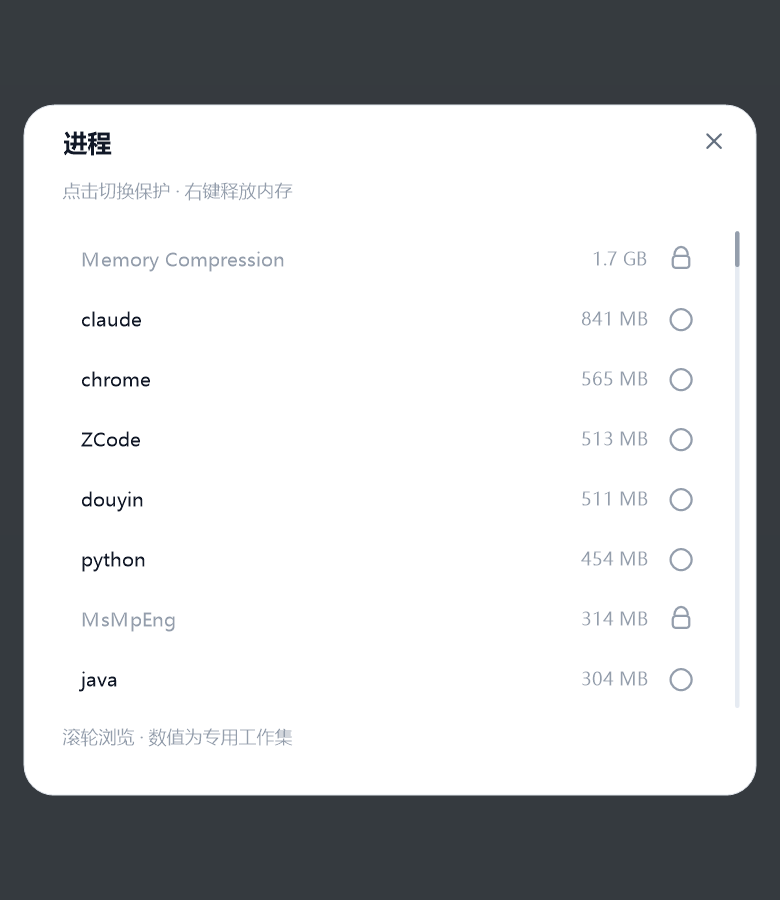 进程
点击切换保护 · 右键释放内存
Memory Compression 1.7 GB
claude 841 MB
chrome 565 MB
ZCode 513 MB
douyin 511 MB
python 454 MB
MsMpEng 314 MB
java 304 MB
滚轮浏览 · 数值为专用工作集